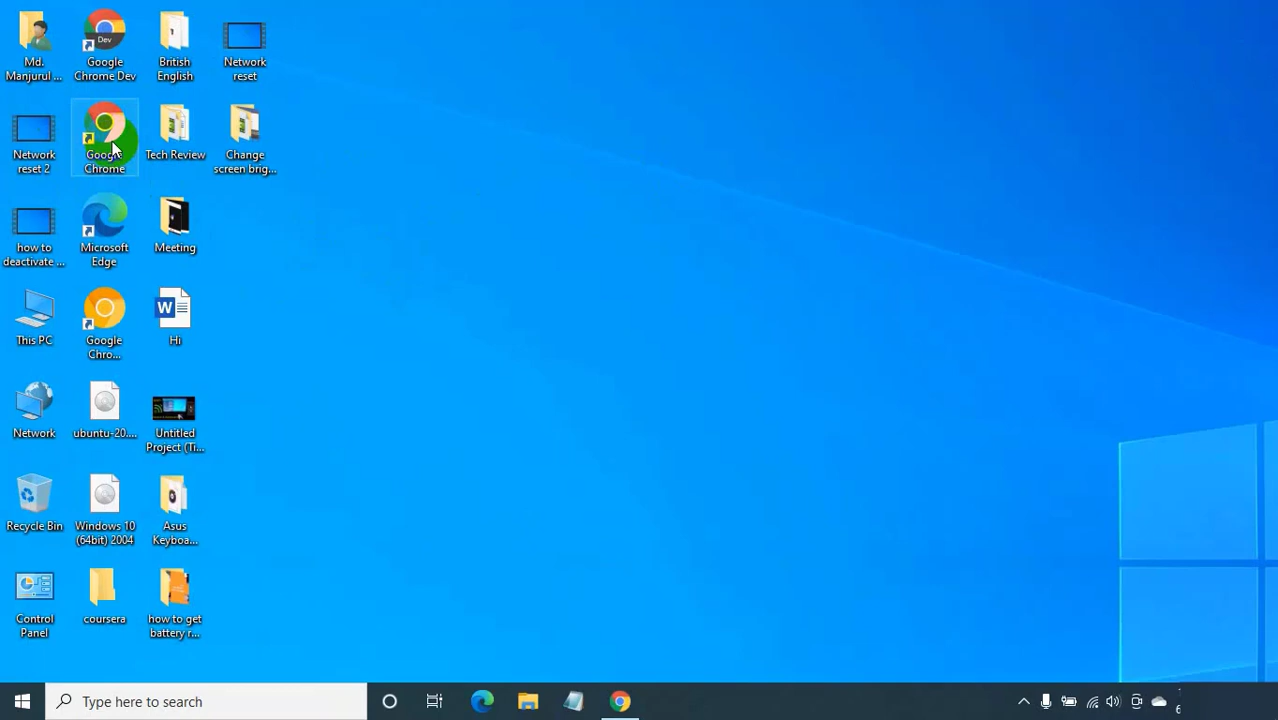 Md.
Manjurul ...
Google
Chrome Dev
Dev
British
English
Network
reset
Network
reset 2
Google
Chrome
Tech Review
Change
screen brig...
how to
deactivate ...
Microsoft
Edge
Meeting
This PC
Google
Chro...
W
Hi
Network
ubuntu-20....
Untitled
Project (Ti...
Recycle Bin
Windows 10
(64bit) 2004
Asus
Keyboa...
Control
Panel
coursera
how to get
battery r...
Type here to search